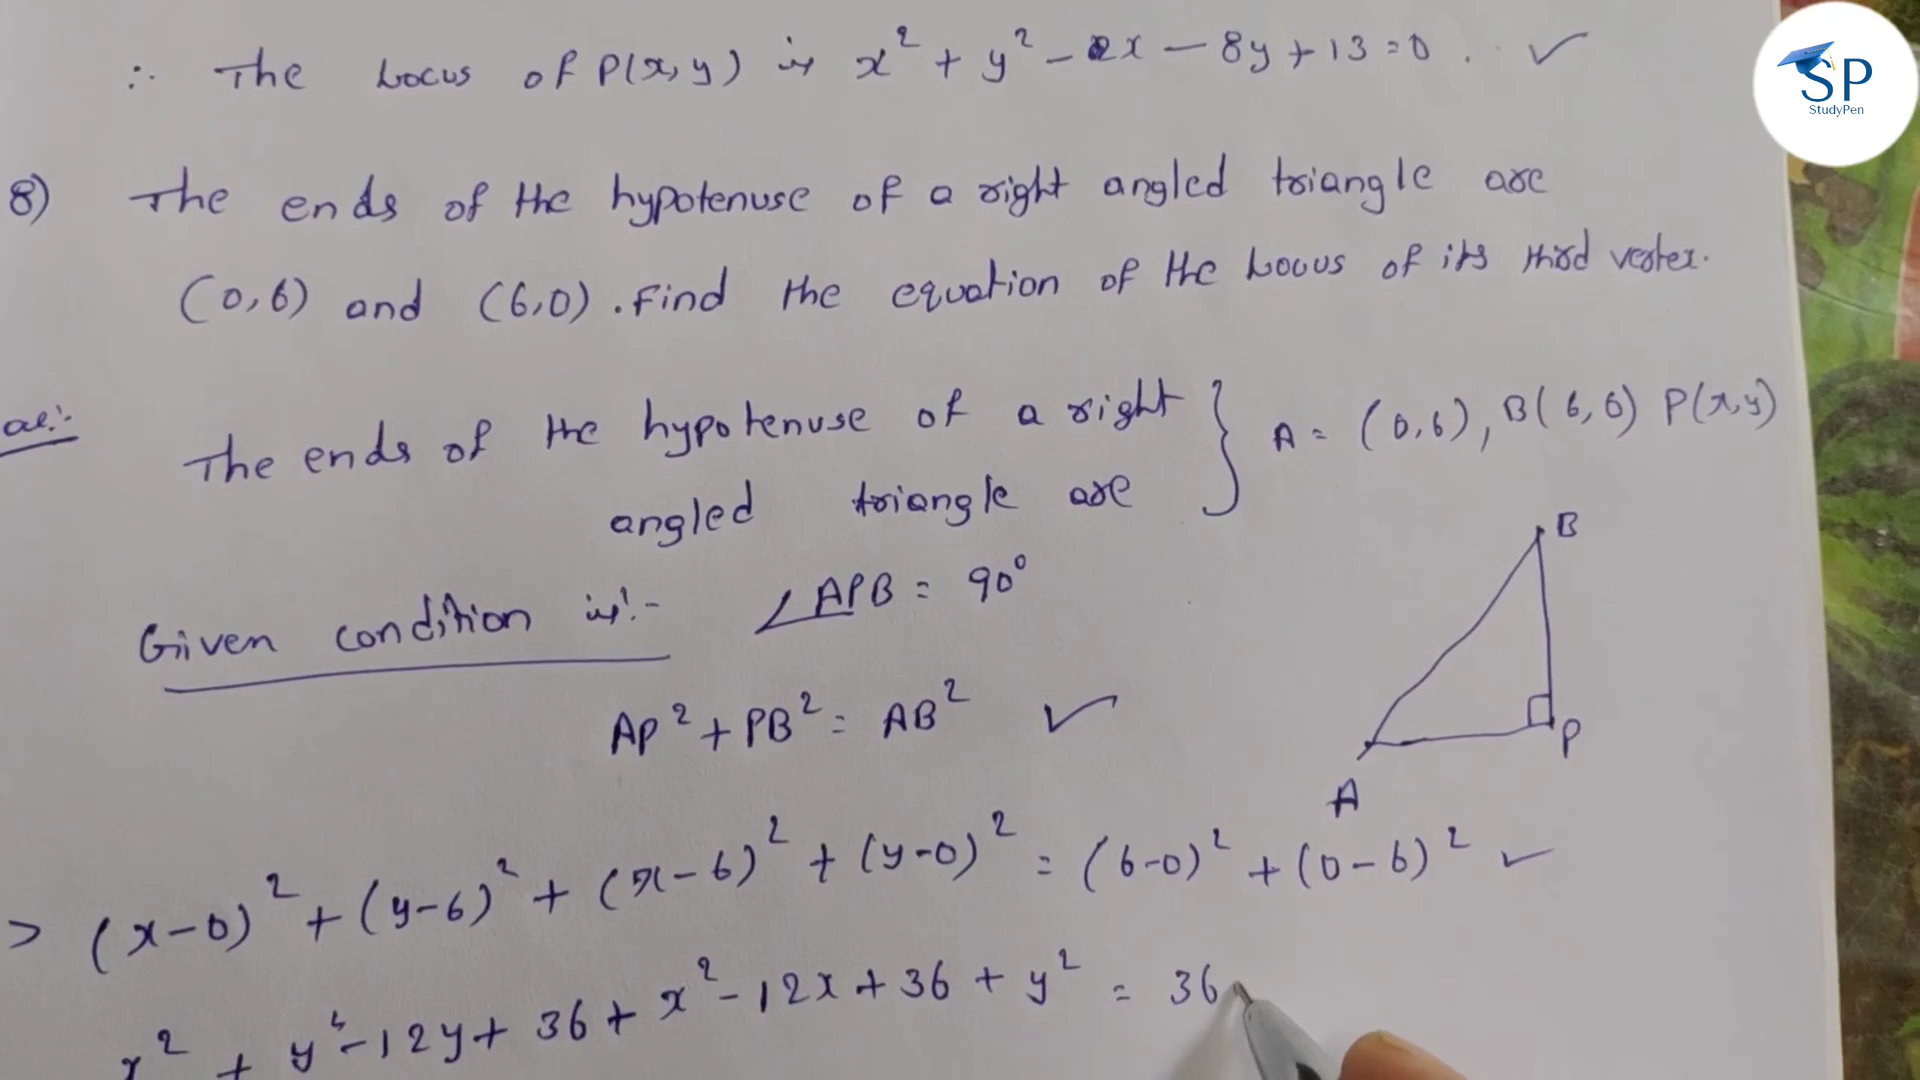 SP
StudyPen
∴ The Locus of P(x,y) is x² + y² - 2x - 8y + 13 = 0. ✓
8) The ends of the hypotenuse of a right angled triangle are
(0,6) and (6,0). Find the equation of the Locus of its third vertex.
The ends of the hypotenuse of a right
angled triangle are } A = (0,6), B(6,0) P(x,y)
B
Given condition is:- ∠APB = 90°
AP² + PB² = AB² ✓
P
A
> (x-0)² + (y-6)² + (x-6)² + (y-0)² = (6-0)² + (0-6)² ✓
x² + y² - 12y + 36 + x² - 12x + 36 + y² = 36